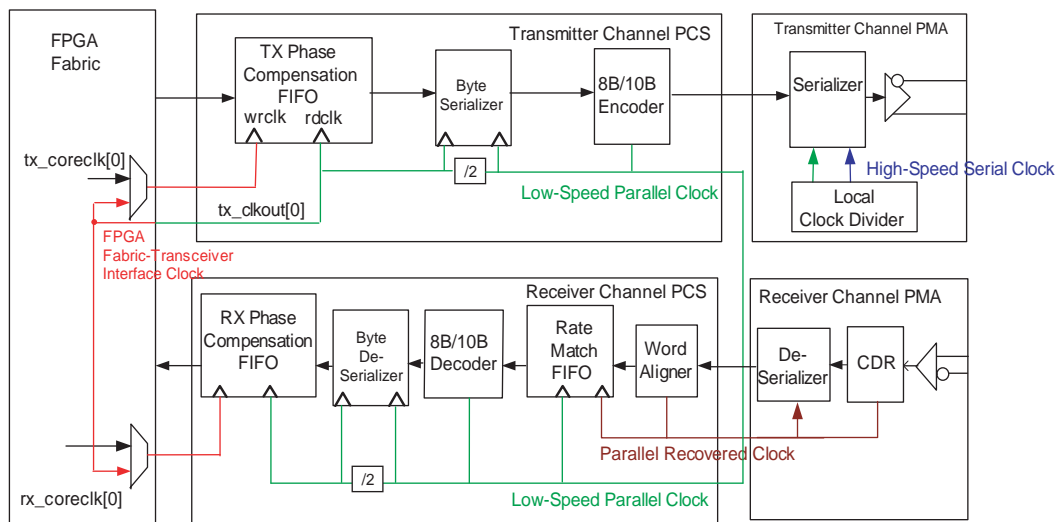 FPGA
Fabric
Transmitter Channel PCS
TX Phase
Compensation
FIFO
wrclk rdclk
Byte
Serializer
8B/10B
Encoder
/2
Low-Speed Parallel Clock
Transmitter Channel PMA
Serializer
High-Speed Serial Clock
Local
Clock Divider
tx_coreclk[0]
tx_clkout[0]
FPGA
Fabric-Transceiver
Interface Clock
Receiver Channel PCS
RX Phase
Compensation
FIFO
Byte
De-
Serializer
8B/10B
Decoder
Rate
Match
FIFO
Word
Aligner
Receiver Channel PMA
De-
Serializer
CDR
Parallel Recovered Clock
/2
Low-Speed Parallel Clock
rx_coreclk[0]